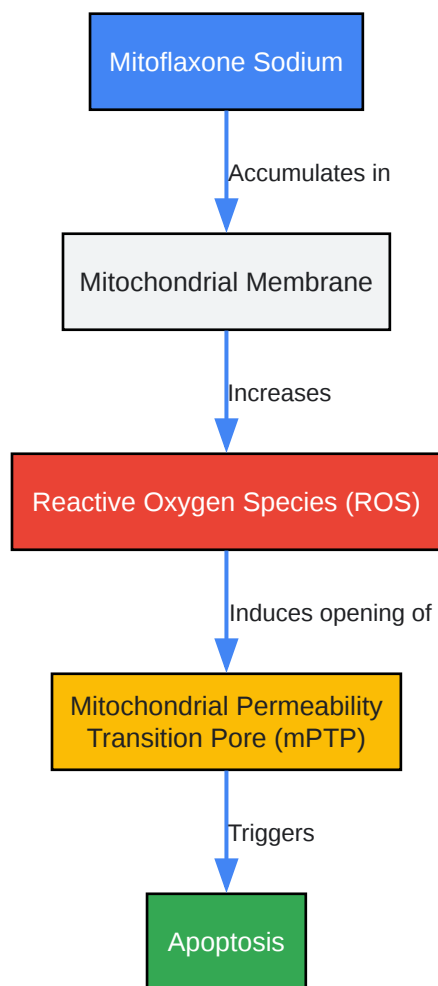 Mitoflaxone Sodium
Accumulates in
Mitochondrial Membrane
Increases
Reactive Oxygen Species (ROS)
Induces opening of
Mitochondrial Permeability
Transition Pore (mPTP)
Triggers
Apoptosis